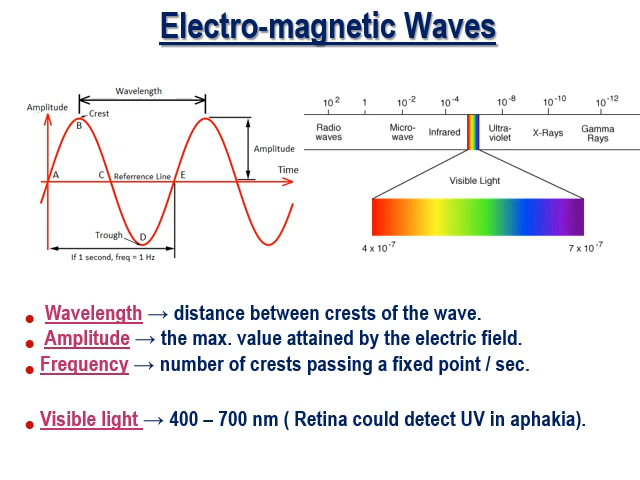 Electro-magnetic Waves
Wavelength
Amplitude
Crest
B
Amplitude
A
C
Referrence Line
E
Time
Trough
D
If 1 second, freq = 1 Hz
10 2 1 10 -2 10 -4 10 -8 10 -10 10 -12
Radio waves
Micro-wave
Infrared
Ultra-violet
X-Rays
Gamma Rays
Visible Light
4 x 10 -7
7 x 10 -7
• Wavelength → distance between crests of the wave.
• Amplitude → the max. value attained by the electric field.
• Frequency → number of crests passing a fixed point / sec.
• Visible light → 400 – 700 nm ( Retina could detect UV in aphakia).